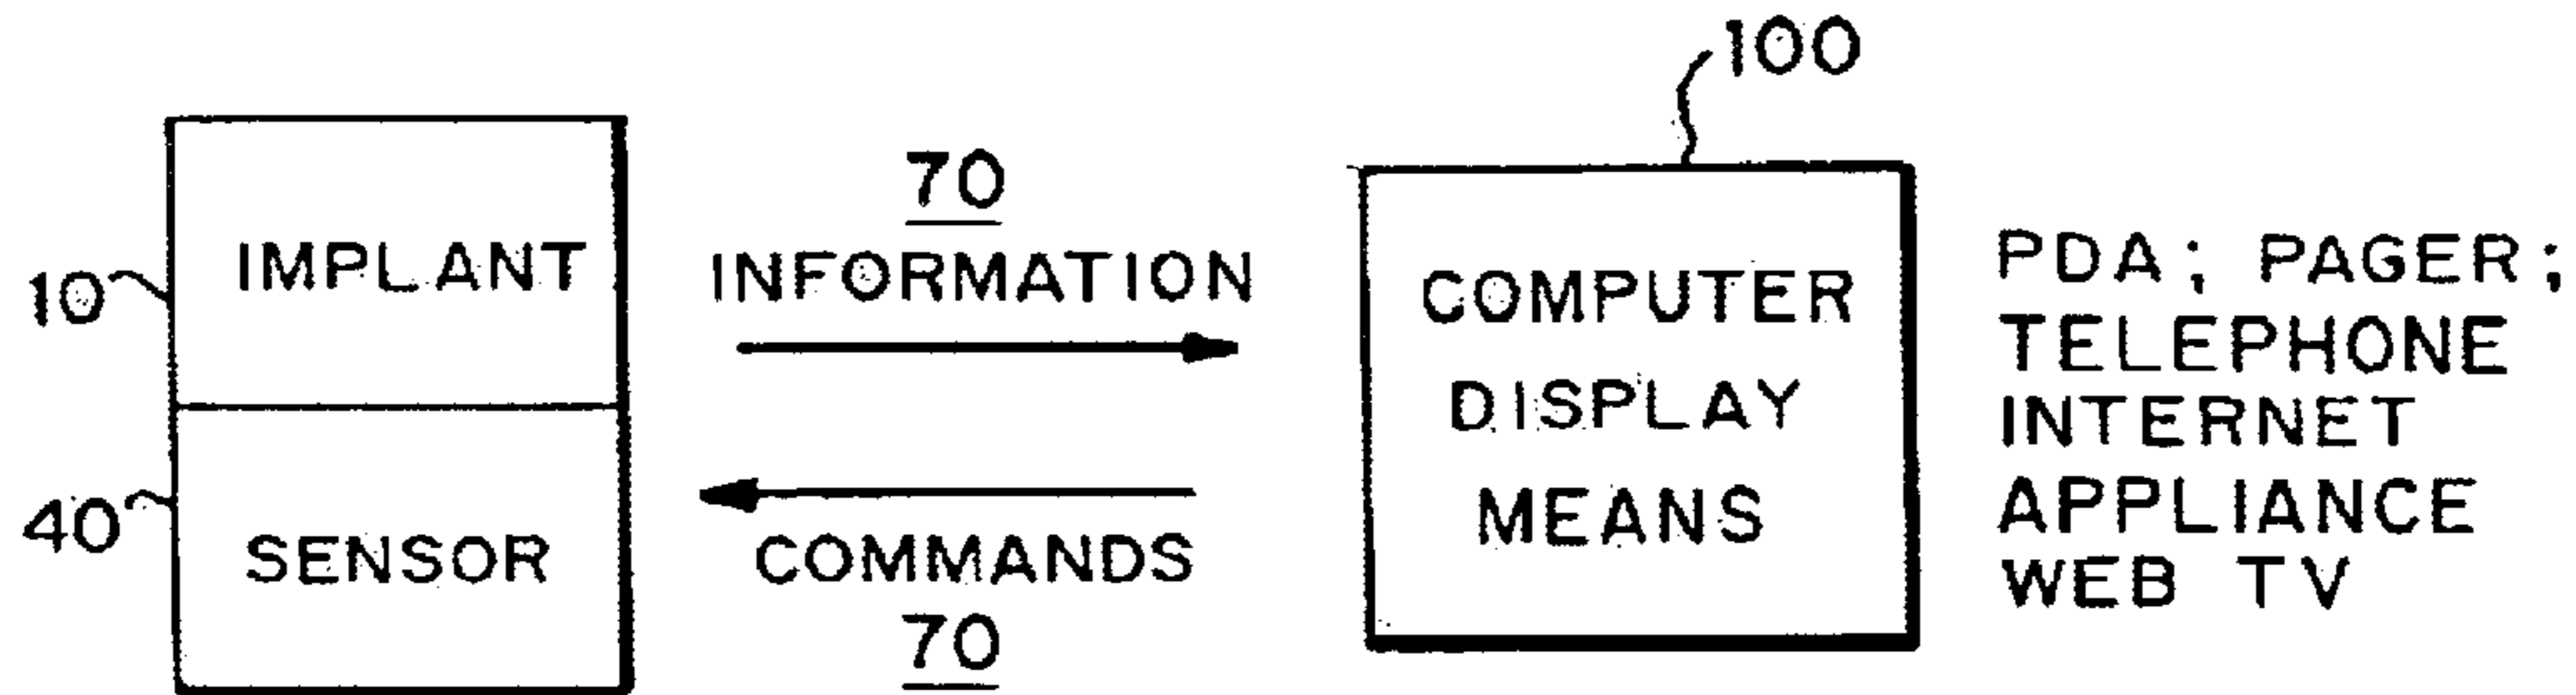 100
10
IMPLANT
40
SENSOR
70
INFORMATION
COMMANDS
70
COMPUTER
DISPLAY
MEANS
PDA; PAGER;
TELEPHONE
INTERNET
APPLIANCE
WEB TV